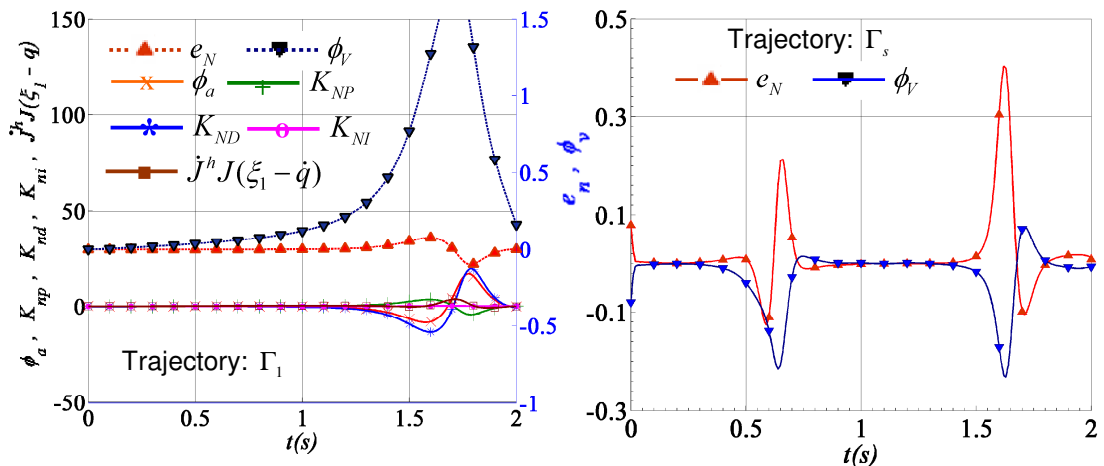 150
100
50
0
-50
ϕ_a , K_np , K_nd , K_ni , J̇^h J(ξ_1 - q̇)
e_N
ϕ_V
ϕ_a
K_NP
K_ND
K_NI
J̇^h J(ξ_1 - q̇)
Trajectory: Γ_1
0 0.5 1 1.5 2
t(s)
1.5
1
0.5
0
-0.5
-1
e_n , ϕ_v
0.5
0.3
0.1
-0.1
-0.3
Trajectory: Γ_s
e_N
ϕ_V
0 0.5 1 1.5 2
t(s)